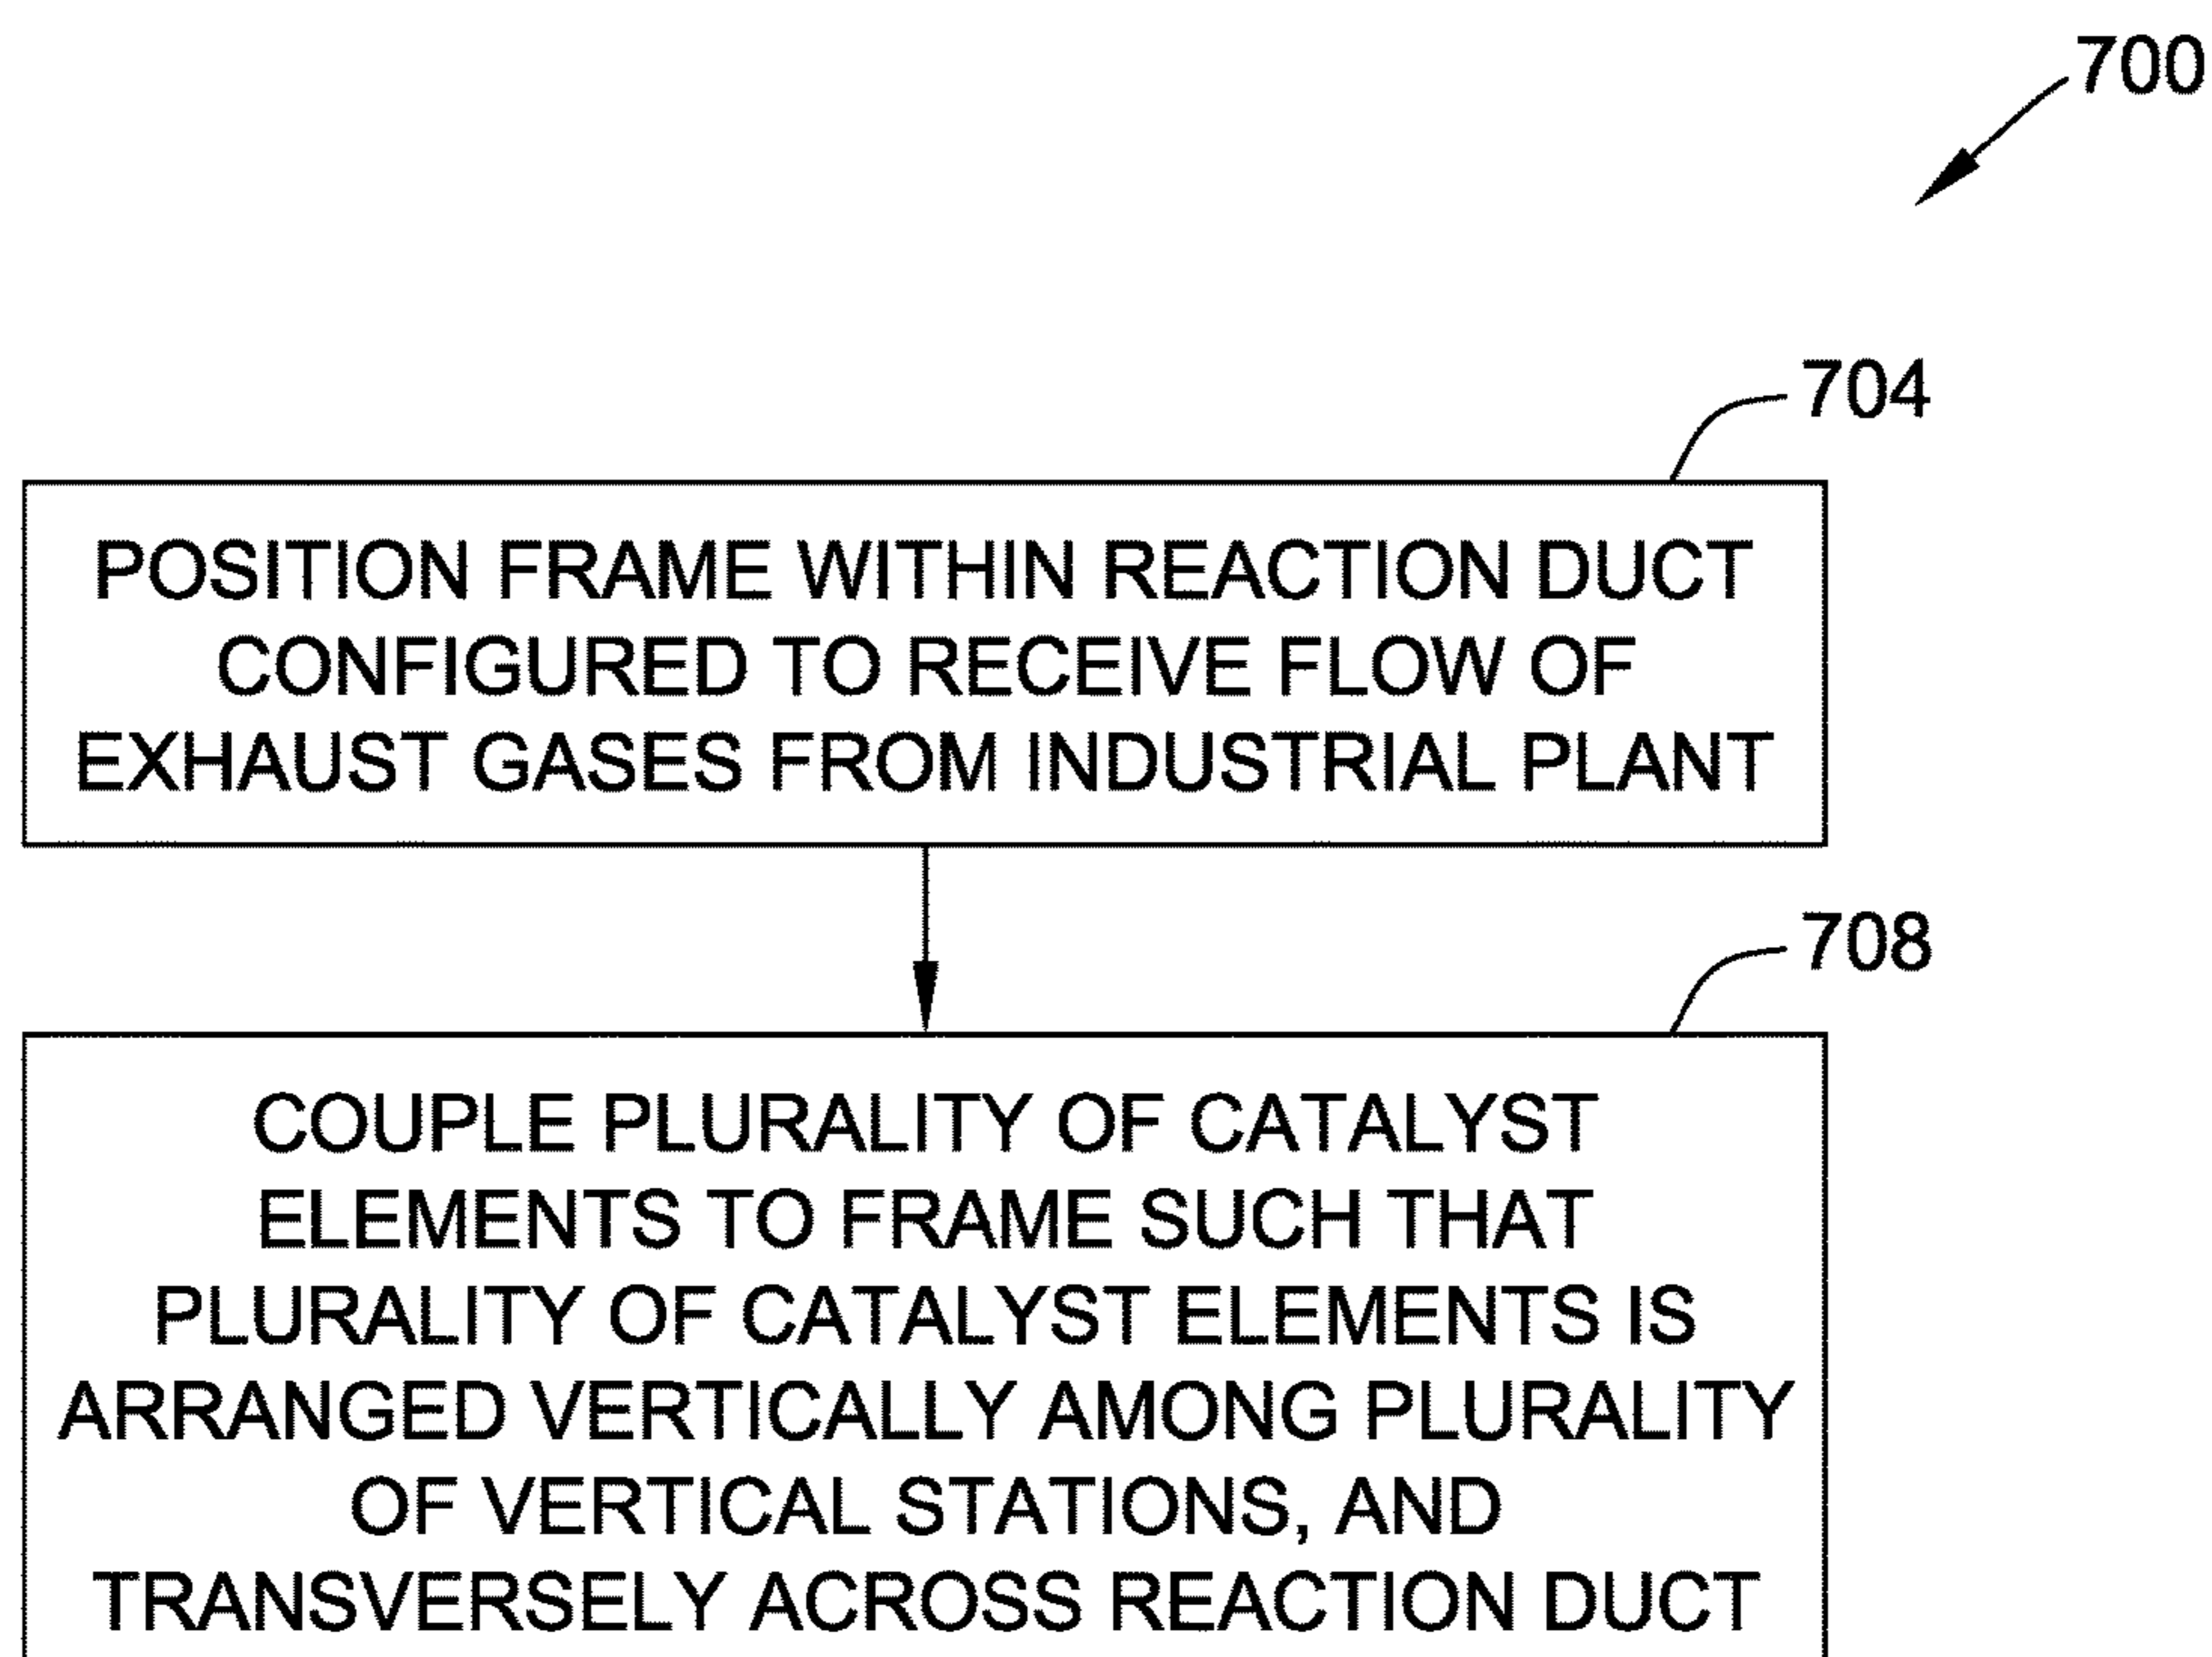 700
704
POSITION FRAME WITHIN REACTION DUCT
CONFIGURED TO RECEIVE FLOW OF
EXHAUST GASES FROM INDUSTRIAL PLANT
708
COUPLE PLURALITY OF CATALYST
ELEMENTS TO FRAME SUCH THAT
PLURALITY OF CATALYST ELEMENTS IS
ARRANGED VERTICALLY AMONG PLURALITY
OF VERTICAL STATIONS, AND
TRANSVERSELY ACROSS REACTION DUCT